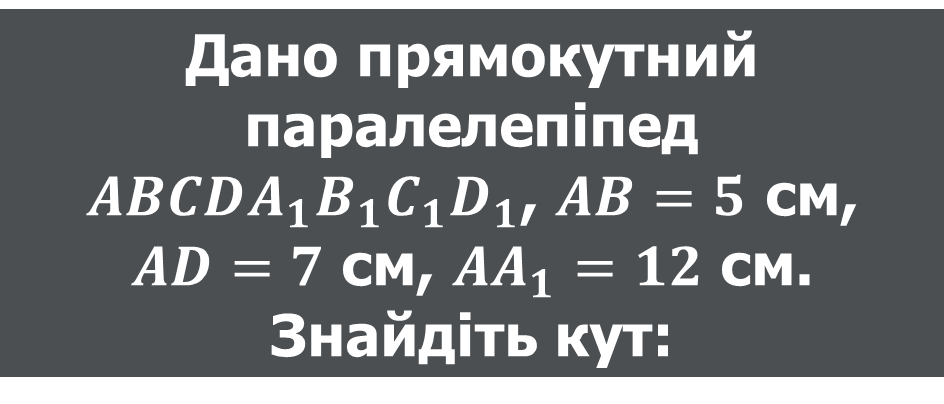 Дано прямокутний
паралелепіпед
ABCDA₁B₁C₁D₁, AB = 5 см,
AD = 7 см, AA₁ = 12 см.
Знайдіть кут: